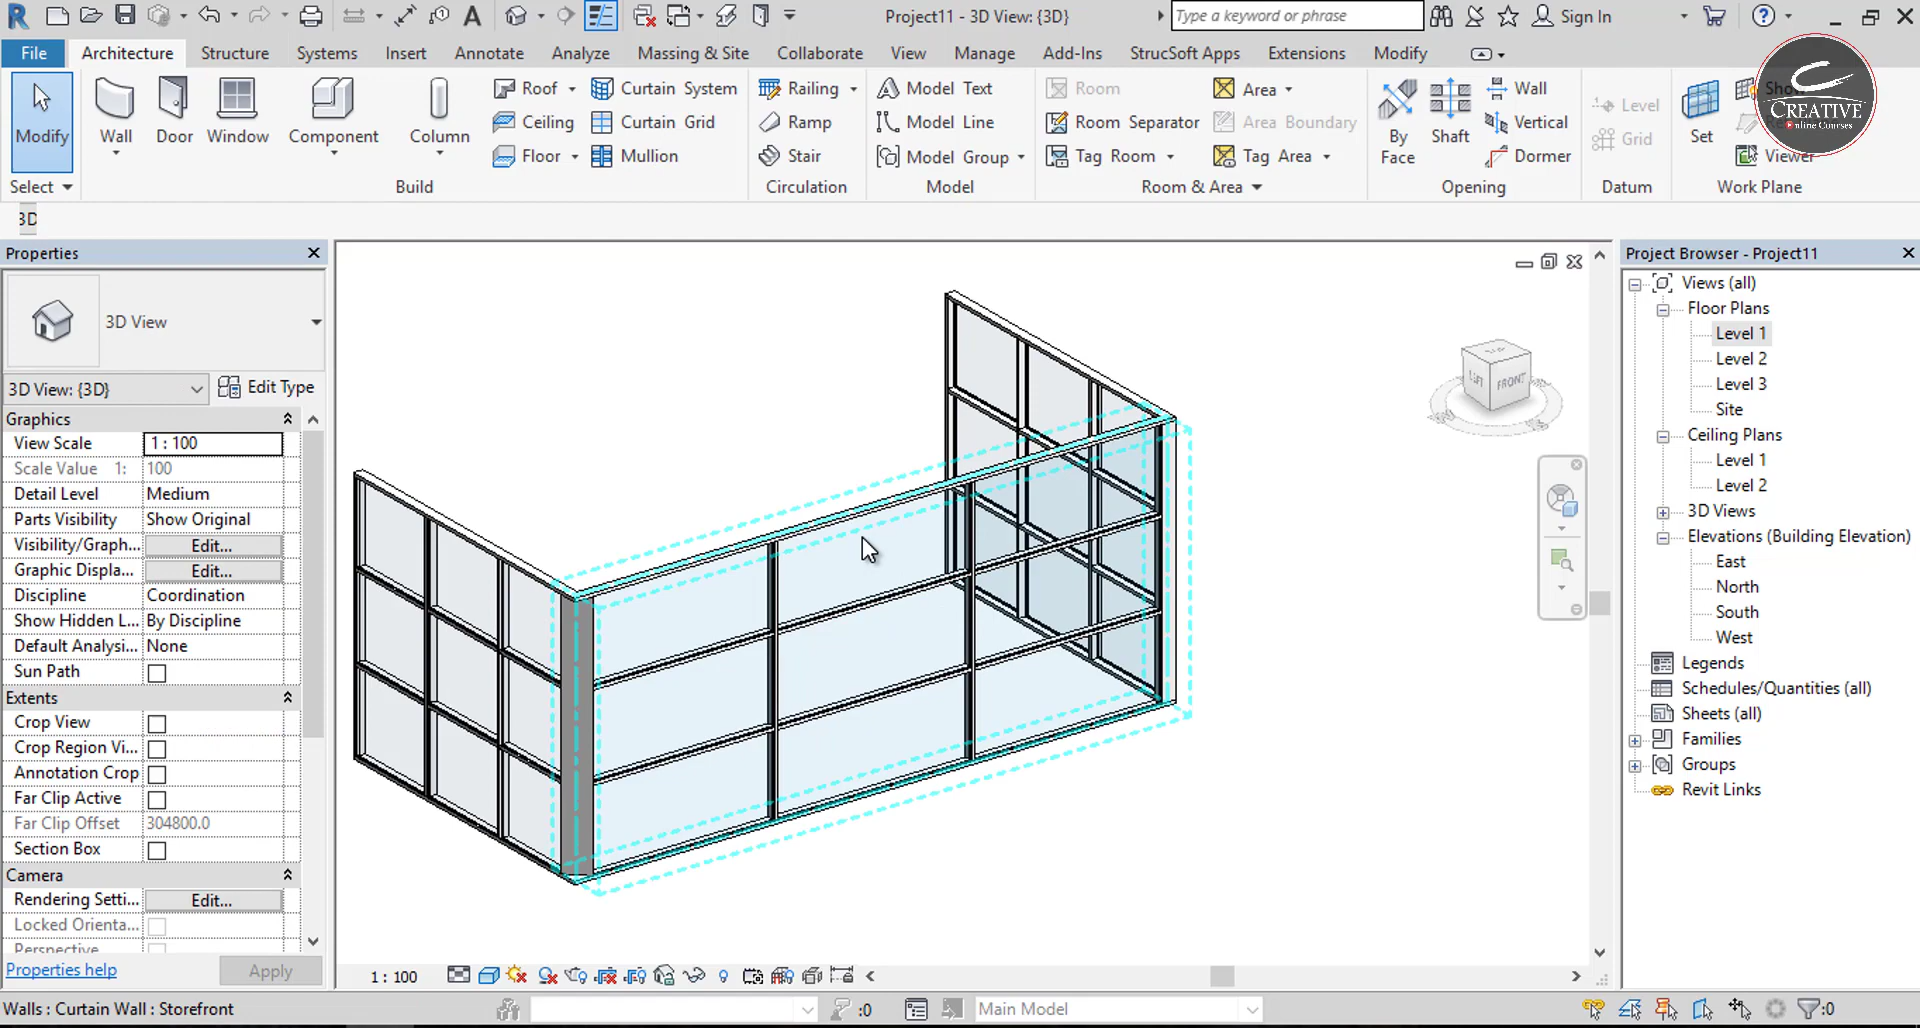 Project11 - 3D View: {3D}
Type a keyword or phrase
Sign In
File
Architecture
Structure
Systems
Insert
Annotate
Analyze
Massing & Site
Collaborate
View
Manage
Add-Ins
StrucSoft Apps
Extensions
Modify
Modify
Wall
Door
Window
Component
Column
Roof
Ceiling
Floor
Curtain System
Curtain Grid
Mullion
Railing
Ramp
Stair
Model Text
Model Line
Model Group
Room
Room Separator
Tag Room
Area
Area Boundary
Tag Area
By
Face
Shaft
Wall
Vertical
Dormer
Level
Grid
Set
Show
Viewer
CREATIVE
Online Courses
Select
Build
Circulation
Model
Room & Area
Opening
Datum
Work Plane
3D
Properties
3D View
3D View: {3D}
Edit Type
Graphics
View Scale 1 : 100
Scale Value 1: 100
Detail Level Medium
Parts Visibility Show Original
Visibility/Graph... Edit...
Graphic Displa... Edit...
Discipline Coordination
Show Hidden L... By Discipline
Default Analysi... None
Sun Path
Extents
Crop View
Crop Region Vi...
Annotation Crop
Far Clip Active
Far Clip Offset 304800.0
Section Box
Camera
Rendering Setti... Edit...
Locked Orienta...
Perspective
Properties help
Apply
TOP
LEFT
FRONT
1 : 100
Project Browser - Project11
Views (all)
Floor Plans
Level 1
Level 2
Level 3
Site
Ceiling Plans
Level 1
Level 2
3D Views
Elevations (Building Elevation)
East
North
South
West
Legends
Schedules/Quantities (all)
Sheets (all)
Families
Groups
Revit Links
Walls : Curtain Wall : Storefront
:0
Main Model
:0